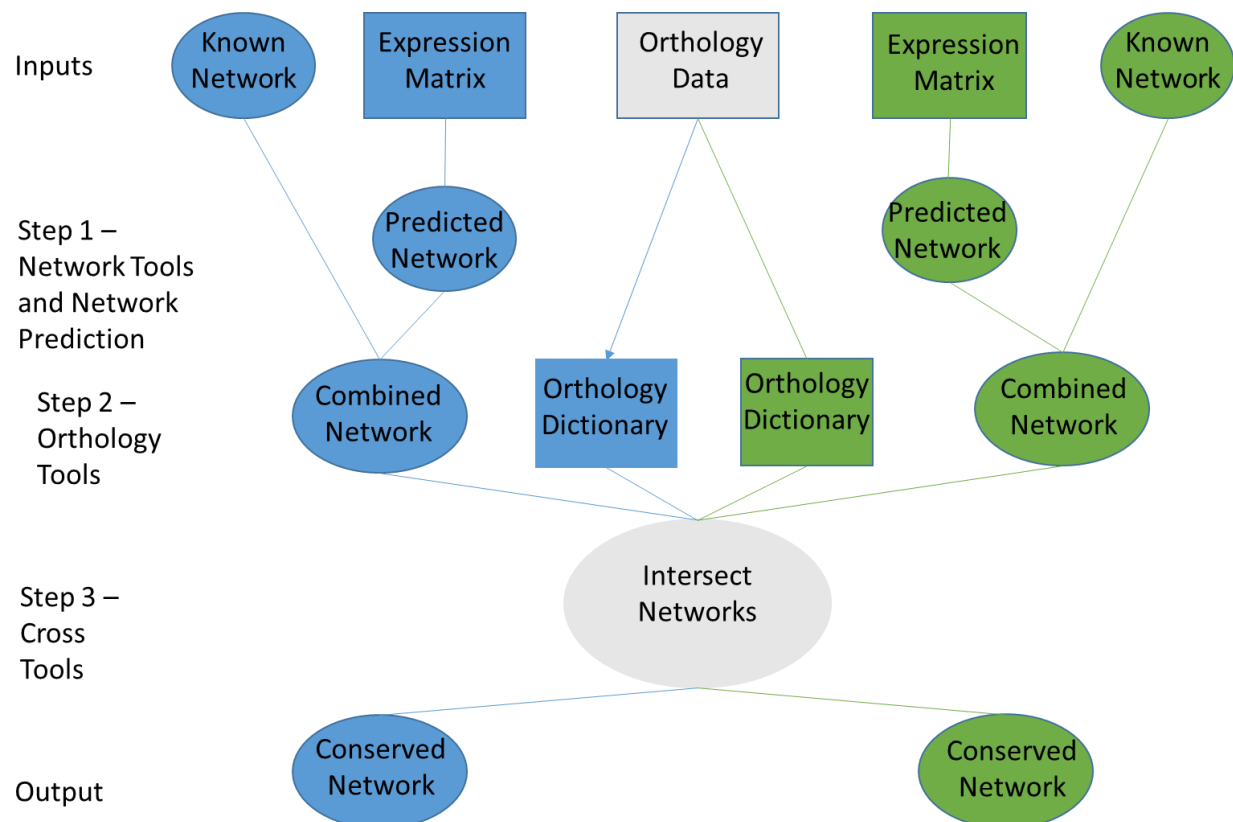 Inputs
Known
Network
Expression
Matrix
Orthology
Data
Expression
Matrix
Known
Network
Step 1 –
Network Tools
and Network
Prediction
Predicted
Network
Predicted
Network
Step 2 –
Orthology
Tools
Combined
Network
Orthology
Dictionary
Orthology
Dictionary
Combined
Network
Step 3 –
Cross
Tools
Intersect
Networks
Output
Conserved
Network
Conserved
Network